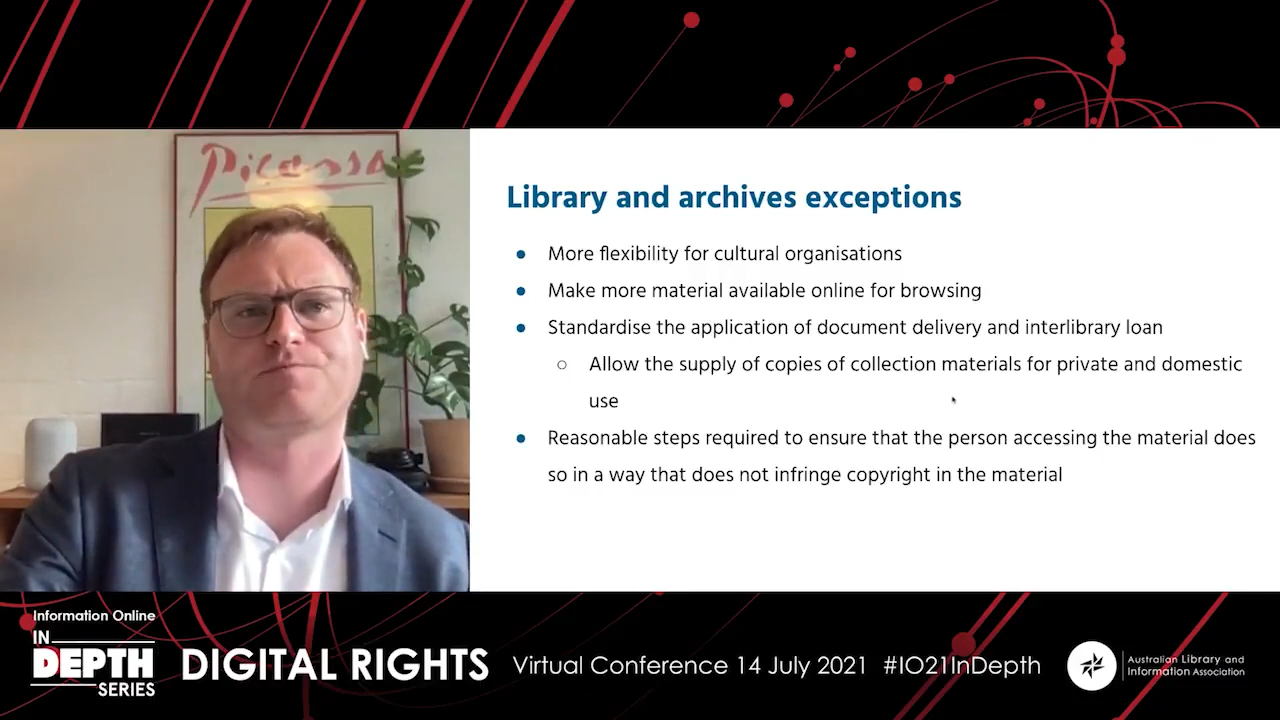 Picasso
Library and archives exceptions
● More flexibility for cultural organisations
● Make more material available online for browsing
● Standardise the application of document delivery and interlibrary loan
○ Allow the supply of copies of collection materials for private and domestic
use
● Reasonable steps required to ensure that the person accessing the material does
so in a way that does not infringe copyright in the material
Information Online
IN
DEPTH
SERIES
DIGITAL RIGHTS
Virtual Conference 14 July 2021 #IO21InDepth
Australian Library and
Information Association